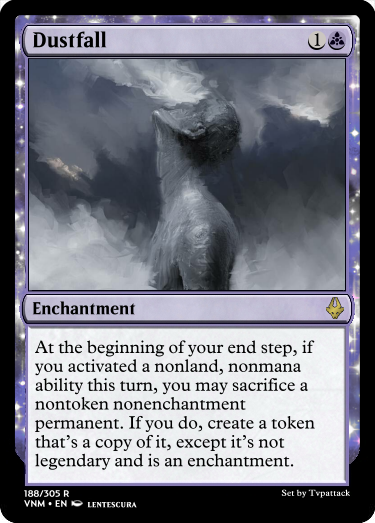 Dustfall
1
Enchantment
At the beginning of your end step, if
you activated a nonland, nonmana
ability this turn, you may sacrifice a
nontoken nonenchantment
permanent. If you do, create a token
that's a copy of it, except it's not
legendary and is an enchantment.
188/305 R
VNM • EN LENTESCURA
Set by Tvpattack